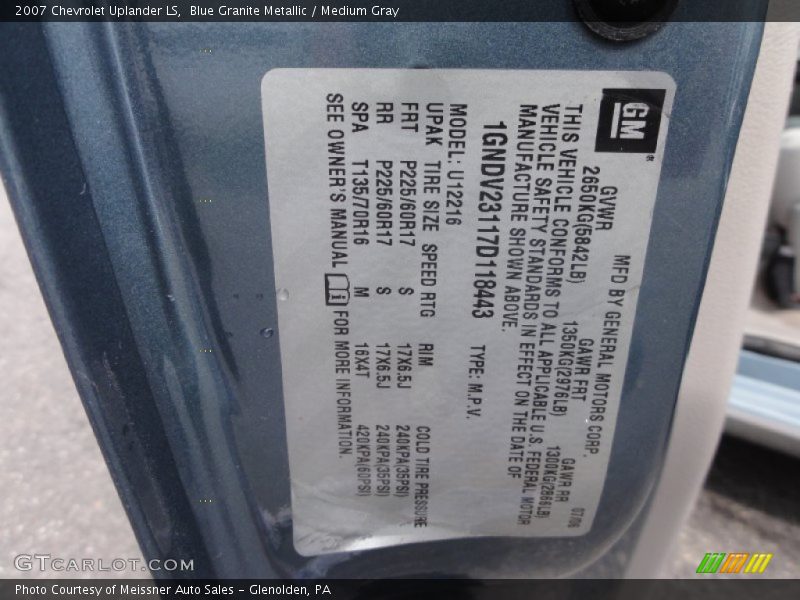 2007 Chevrolet Uplander LS,  Blue Granite Metallic / Medium Gray
GM
MFD BY GENERAL MOTORS CORP. 07/06
GVWR GAWR FRT GAWR RR
2650KG(5842LB) 1350KG(2976LB) 1300KG(2866LB)
THIS VEHICLE CONFORMS TO ALL APPLICABLE U.S. FEDERAL MOTOR
VEHICLE SAFETY STANDARDS IN EFFECT ON THE DATE OF
MANUFACTURE SHOWN ABOVE.
1GNDV23117D118443 TYPE: M.P.V.
MODEL: U12216
UPAK TIRE SIZE SPEED RTG RIM COLD TIRE PRESSURE
FRT P225/60R17 S 17X6.5J 240KPA(35PSI)
RR P225/60R17 S 17X6.5J 240KPA(35PSI)
SPA T135/70R16 M 16X4T 420KPA(60PSI)
SEE OWNER'S MANUAL FOR MORE INFORMATION.
GTCARLOT.COM
Photo Courtesy of Meissner Auto Sales - Glenolden, PA